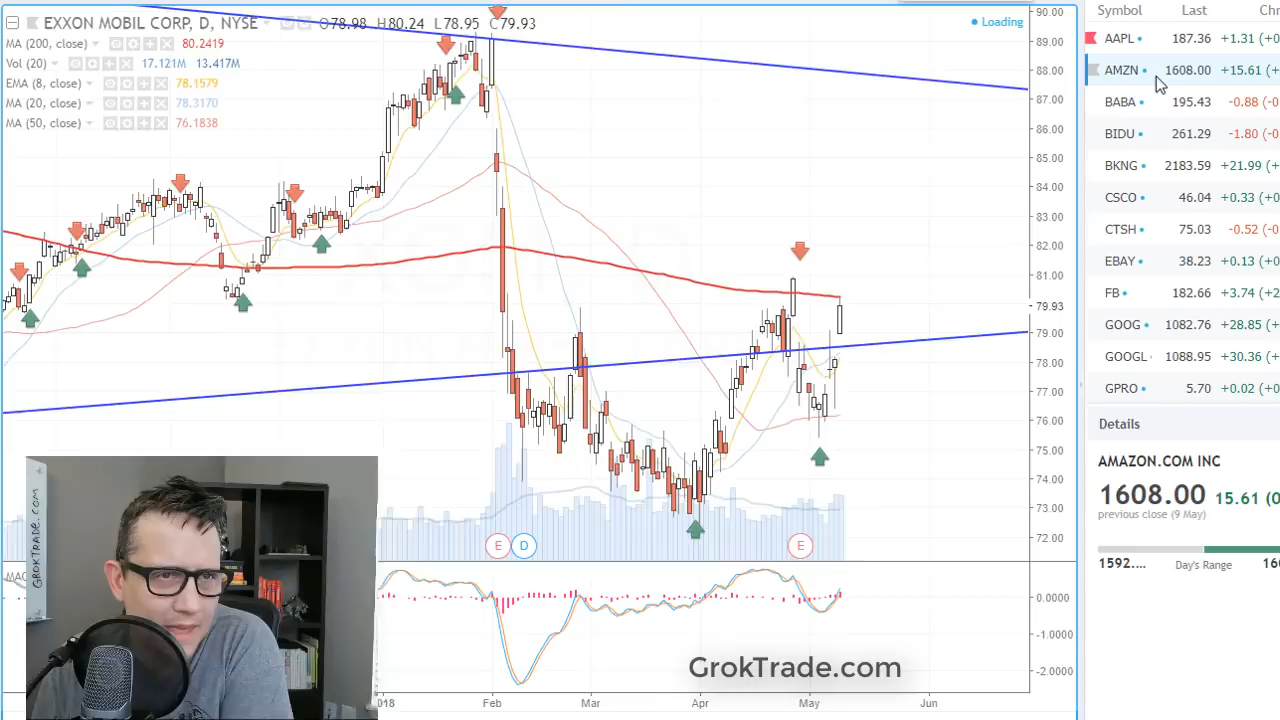 EXXON MOBIL CORP, D, NYSE O78.98 H80.24 L78.95 C79.93
MA (200, close) 80.2419
Vol (20) 17.121M 13.417M
EMA (8, close) 78.1579
MA (20, close) 78.3170
MA (50, close) 76.1838
Loading
90.00
89.00
88.00
87.00
86.00
85.00
84.00
83.00
82.00
81.00
79.93
79.00
78.00
77.00
76.00
75.00
74.00
73.00
72.00
E D E
MAC
0.0000
-1.0000
-2.0000
2018 Feb Mar Apr May Jun
GROKTRADE.COM
GrokTrade.com
Symbol Last
AAPL 187.36 +1.31
AMZN 1608.00 +15.61
BABA 195.43 -0.88
BIDU 261.29 -1.80
BKNG 2183.59 +21.99
CSCO 46.04 +0.33
CTSH 75.03 -0.52
EBAY 38.23 +0.13
FB 182.66 +3.74
GOOG 1082.76 +28.85
GOOGL 1088.95 +30.36
GPRO 5.70 +0.02
Details
AMAZON.COM INC
1608.00 15.61
previous close (9 May)
1592.... Day's Range